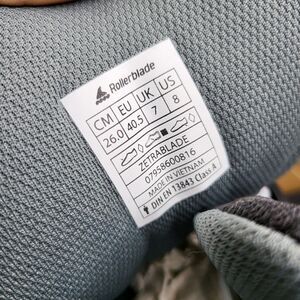 Rollerblade
CM EU UK US
26.0 40.5 7 8
ZETRABLADE
07958600816
MADE IN VIETNAM
DIN EN 13843 Class A